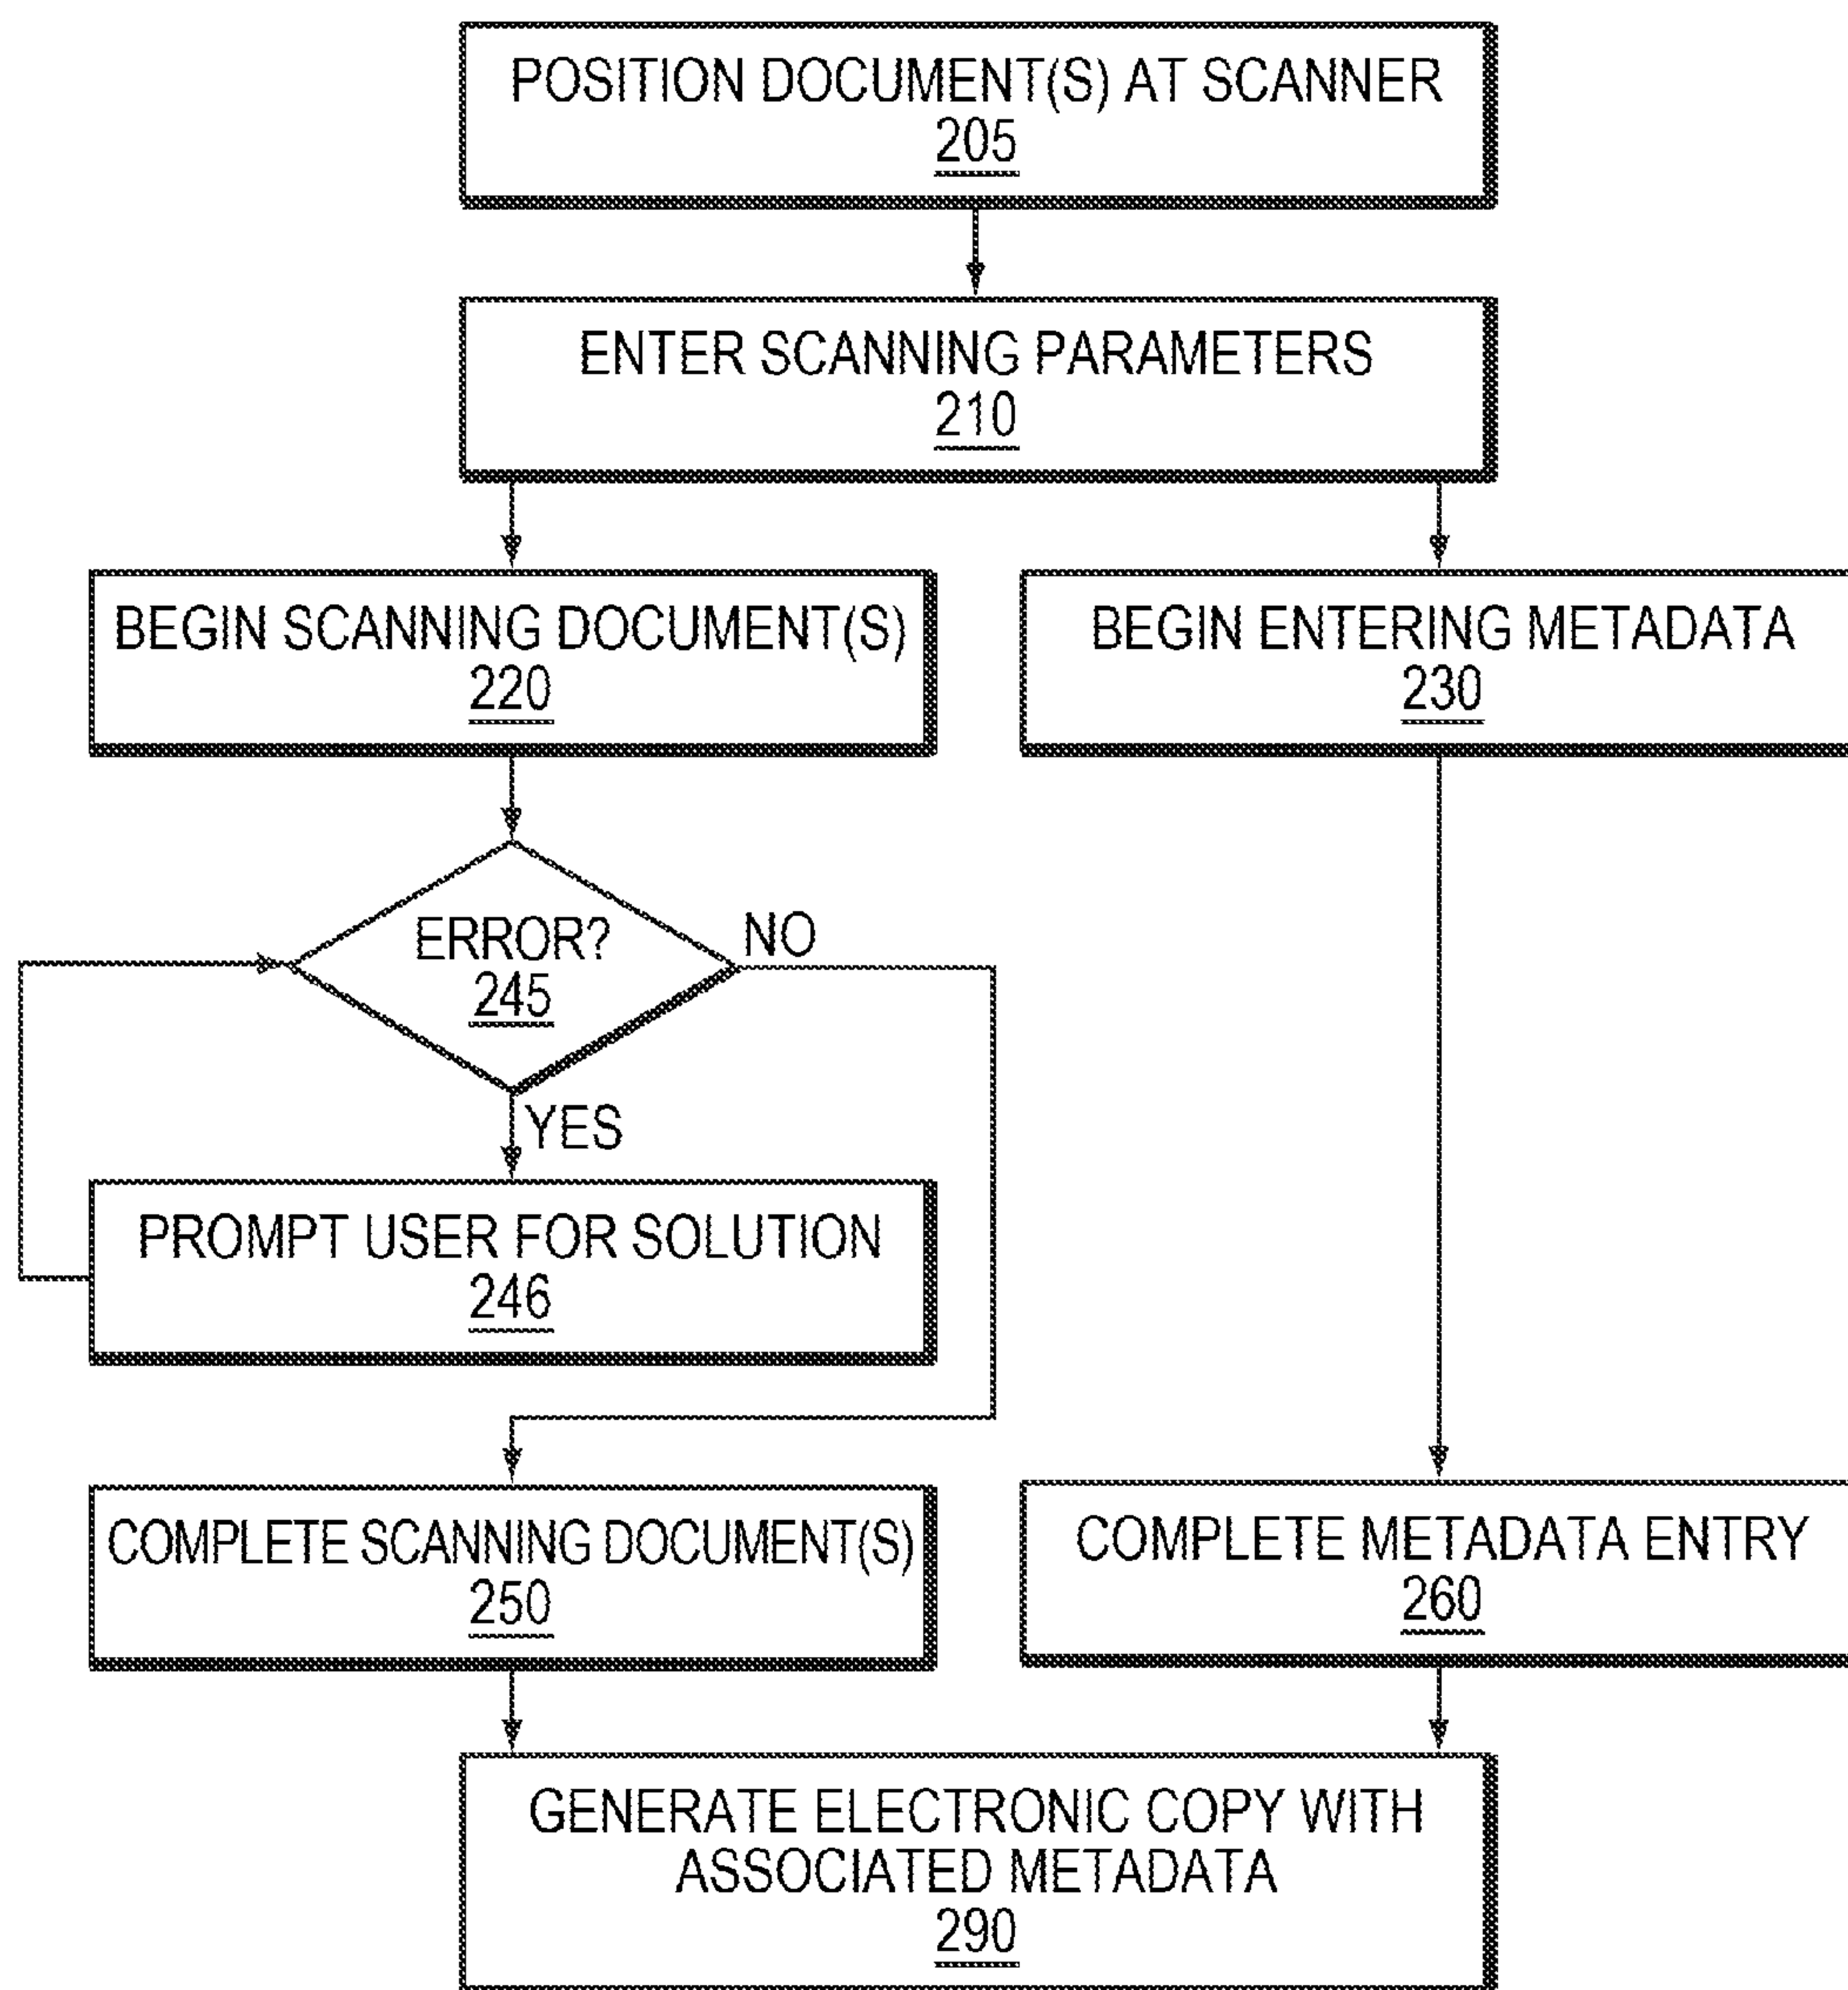 POSITION DOCUMENT(S) AT SCANNER
205
ENTER SCANNING PARAMETERS
210
BEGIN SCANNING DOCUMENT(S)
220
BEGIN ENTERING METADATA
230
ERROR?
245
NO
YES
PROMPT USER FOR SOLUTION
246
COMPLETE SCANNING DOCUMENT(S)
250
COMPLETE METADATA ENTRY
260
GENERATE ELECTRONIC COPY WITH
ASSOCIATED METADATA
290